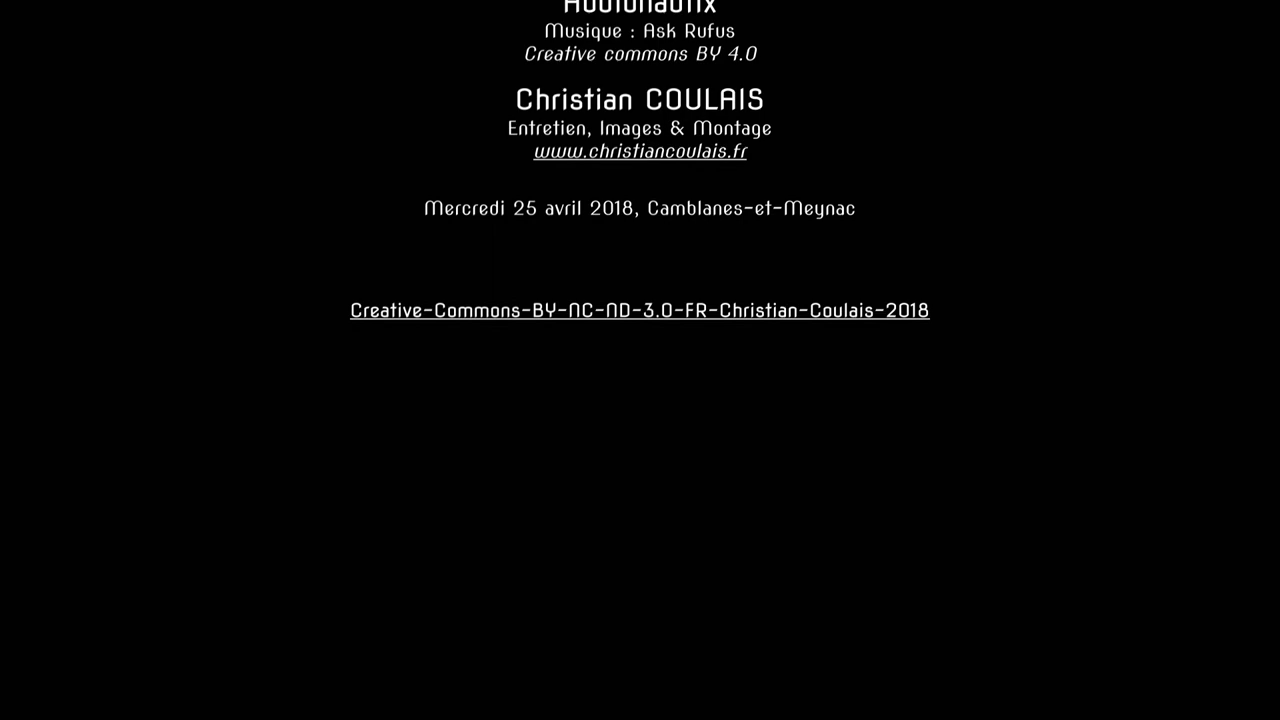 Audionautix
Musique : Ask Rufus
Creative commons BY 4.0
Christian COULAIS
Entretien, Images & Montage
www.christiancoulais.fr
Mercredi 25 avril 2018, Camblanes-et-Meynac
Creative-Commons-BY-NC-ND-3.0-FR-Christian-Coulais-2018